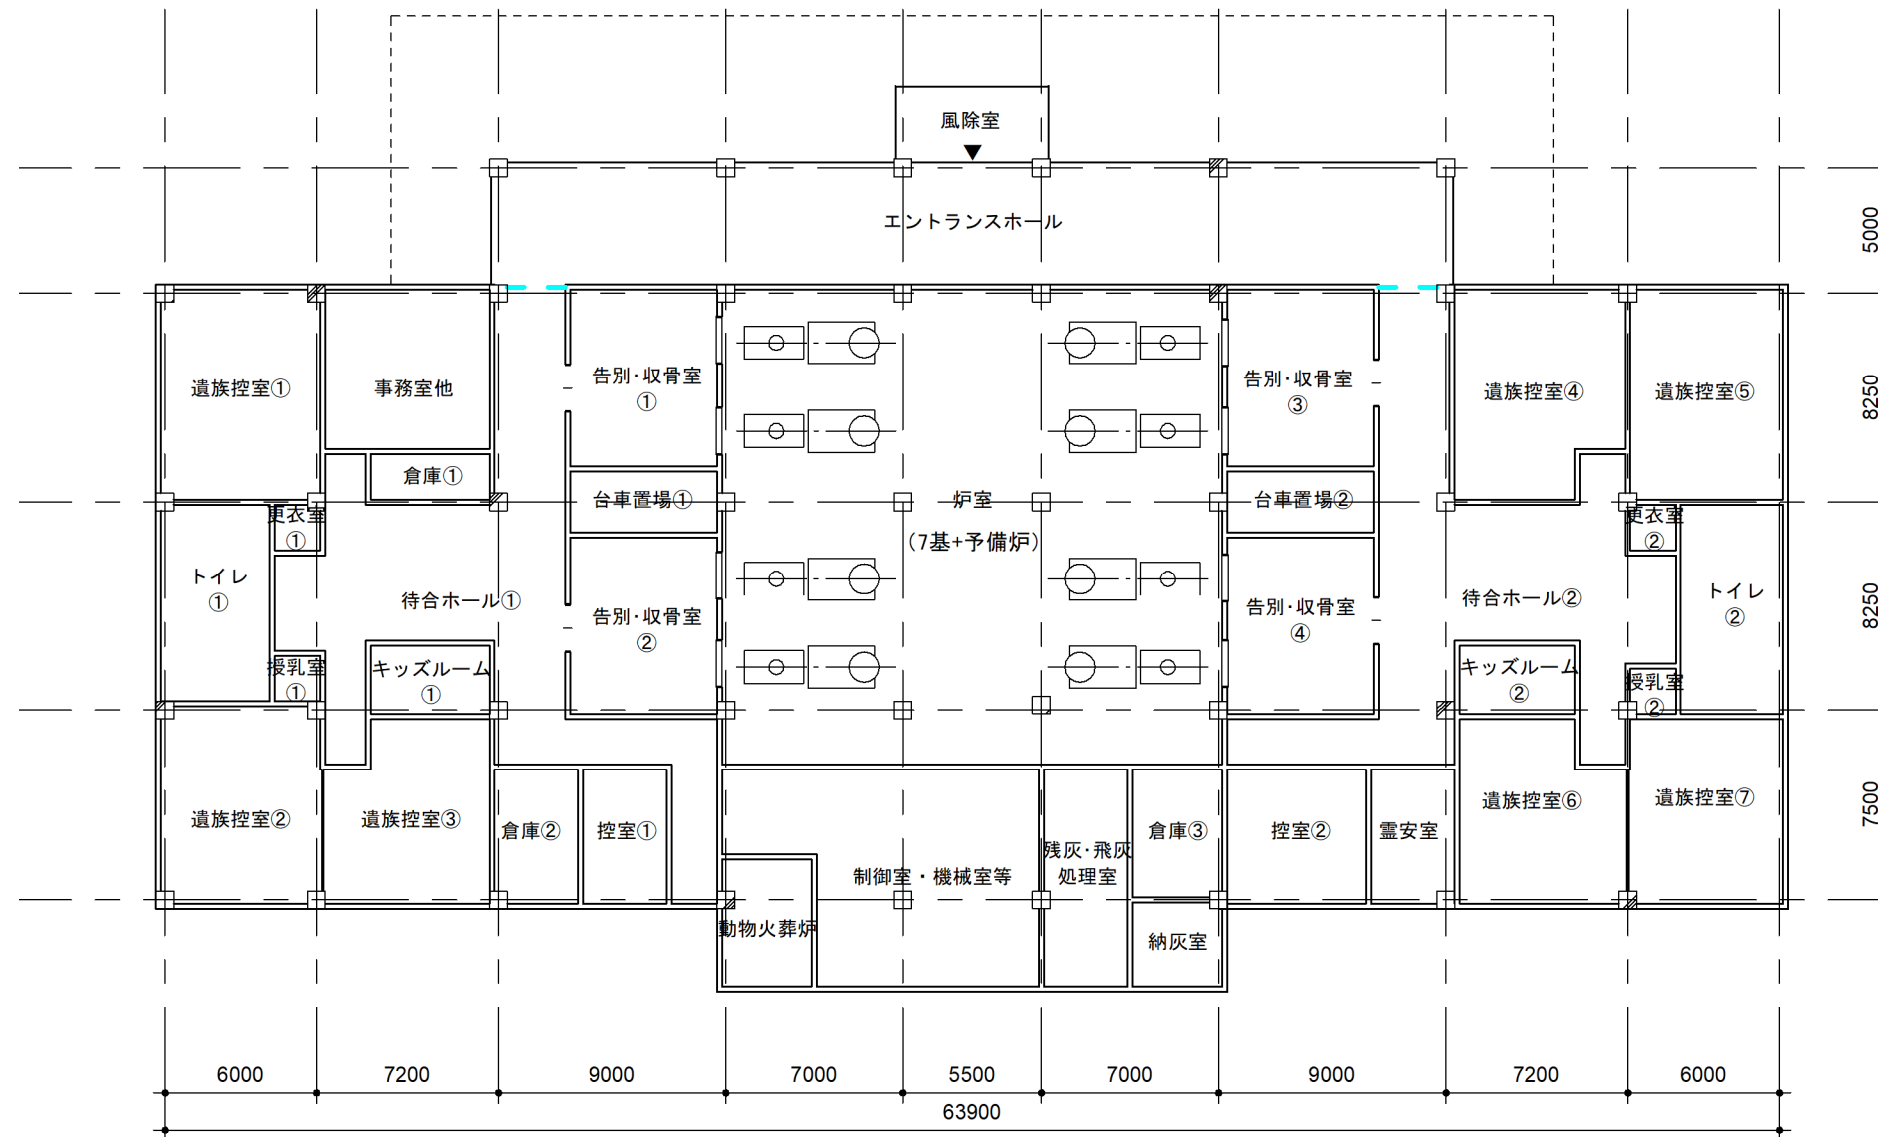 風除室
エントランスホール
5000
遺族控室①
事務室他
告別･収骨室
①
告別･収骨室
③
遺族控室④
遺族控室⑤
8250
倉庫①
台車置場①
炉室
（7基+予備炉）
台車置場②
更衣室
①
更衣室
②
トイレ
①
待合ホール①
告別･収骨室
②
告別･収骨室
④
待合ホール②
トイレ
②
8250
授乳室
①
キッズルーム
①
キッズルーム
②
授乳室
②
遺族控室②
遺族控室③
倉庫②
控室①
制御室・機械室等
残灰･飛灰
処理室
倉庫③
控室②
霊安室
遺族控室⑥
遺族控室⑦
7500
動物火葬炉
納灰室
6000
7200
9000
7000
5500
7000
9000
7200
6000
63900